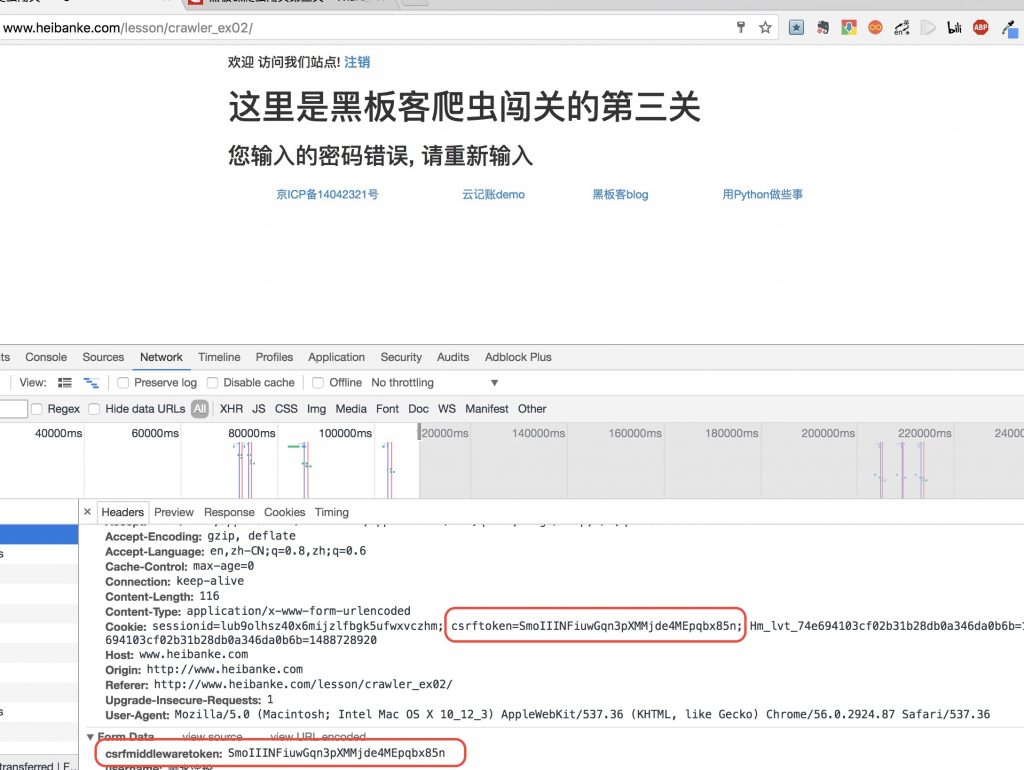 www.heibanke.com/lesson/crawler_ex02/
欢迎 访问我们站点! 注销
这里是黑板客爬虫闯关的第三关
您输入的密码错误, 请重新输入
京ICP备14042321号 云记账demo 黑板客blog 用Python做些事
ts Console Sources Network Timeline Profiles Application Security Audits Adblock Plus
View: Preserve log Disable cache Offline No throttling
Regex Hide data URLs All XHR JS CSS Img Media Font Doc WS Manifest Other
40000ms 60000ms 80000ms 100000ms 20000ms 140000ms 160000ms 180000ms 200000ms 220000ms 24000
× Headers Preview Response Cookies Timing
Accept-Encoding: gzip, deflate
Accept-Language: en,zh-CN;q=0.8,zh;q=0.6
Cache-Control: max-age=0
Connection: keep-alive
Content-Length: 116
Content-Type: application/x-www-form-urlencoded
Cookie: sessionid=lub9olhsz40x6mijzlfbgk5ufwxvczhm; csrftoken=SmoIIINFiuwGqn3pXMMjde4MEpqbx85n; Hm_lvt_74e694103cf02b31b28db0a346da0b6b=1
694103cf02b31b28db0a346da0b6b=1488728920
Host: www.heibanke.com
Origin: http://www.heibanke.com
Referer: http://www.heibanke.com/lesson/crawler_ex02/
Upgrade-Insecure-Requests: 1
User-Agent: Mozilla/5.0 (Macintosh; Intel Mac OS X 10_12_3) AppleWebKit/537.36 (KHTML, like Gecko) Chrome/56.0.2924.87 Safari/537.36
Form Data view source view URL encoded
csrfmiddlewaretoken: SmoIIINFiuwGqn3pXMMjde4MEpqbx85n
transferred | F...